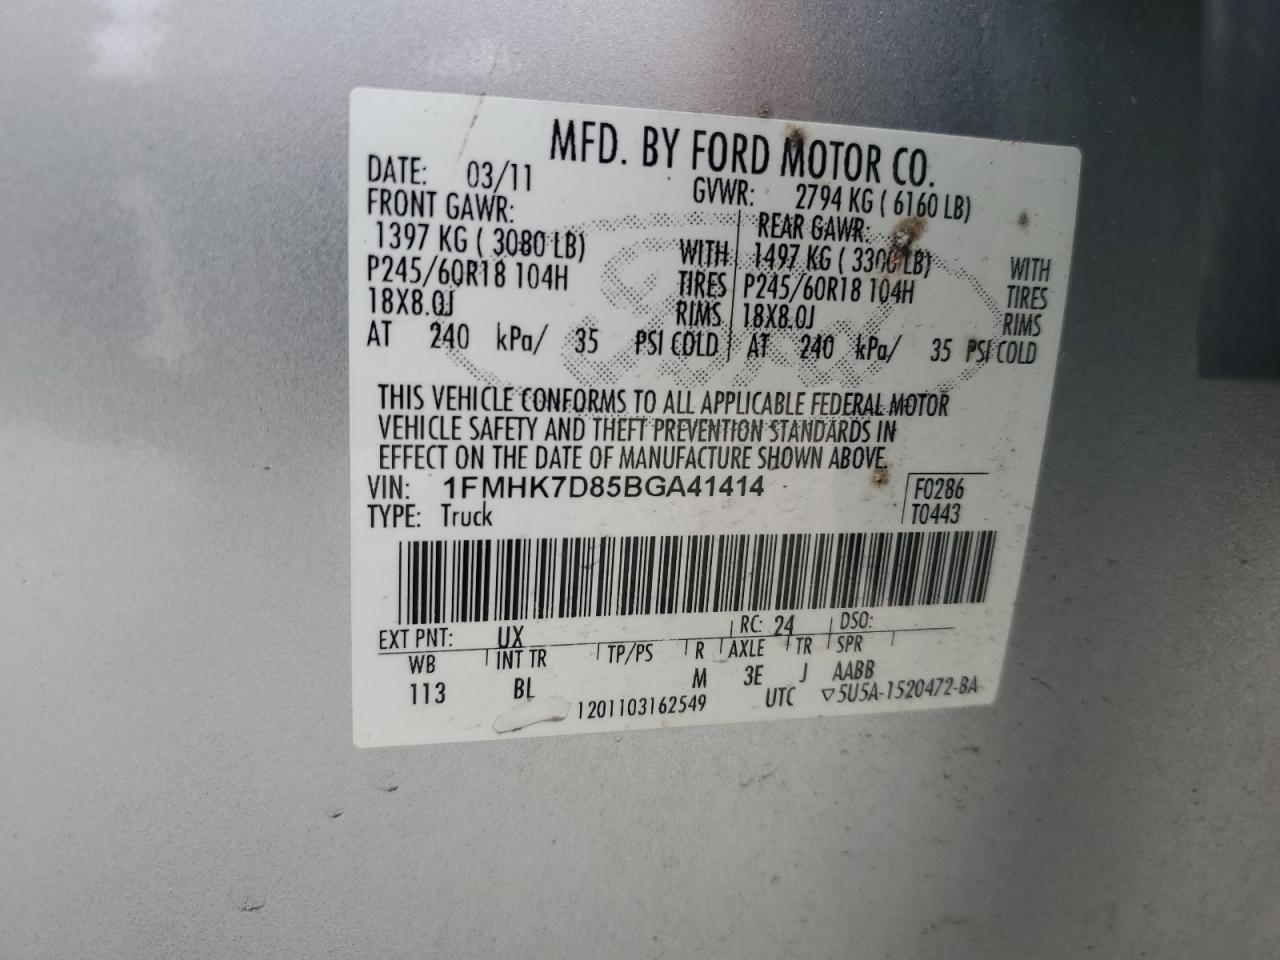 MFD. BY FORD MOTOR CO.
DATE: 03/11 GVWR: 2794 KG ( 6160 LB)
FRONT GAWR: REAR GAWR:
1397 KG ( 3080 LB) WITH 1497 KG ( 3300 LB) WITH
P245/60R18 104H TIRES P245/60R18 104H TIRES
18X8.0J RIMS 18X8.0J RIMS
AT 240 kPa/ 35 PSI COLD AT 240 kPa/ 35 PSI COLD
THIS VEHICLE CONFORMS TO ALL APPLICABLE FEDERAL MOTOR
VEHICLE SAFETY AND THEFT PREVENTION STANDARDS IN
EFFECT ON THE DATE OF MANUFACTURE SHOWN ABOVE.
VIN: 1FMHK7D85BGA41414 F0286
TYPE: Truck T0443
EXT PNT: UX RC: 24 DSO:
WB INT TR TP/PS R AXLE TR SPR
113 BL M 3E J AABB
1201103162549 UTC ▽5U5A-1520472-BA